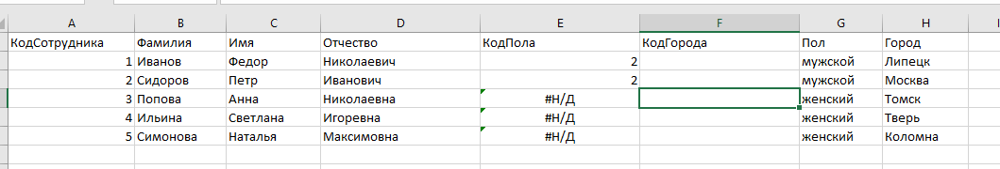 A B C D E F G H
КодСотрудника Фамилия Имя Отчество КодПола КодГорода Пол Город
1 Иванов Федор Николаевич 2 мужской Липецк
2 Сидоров Петр Иванович 2 мужской Москва
3 Попова Анна Николаевна #Н/Д женский Томск
4 Ильина Светлана Игоревна #Н/Д женский Тверь
5 Симонова Наталья Максимовна #Н/Д женский Коломна